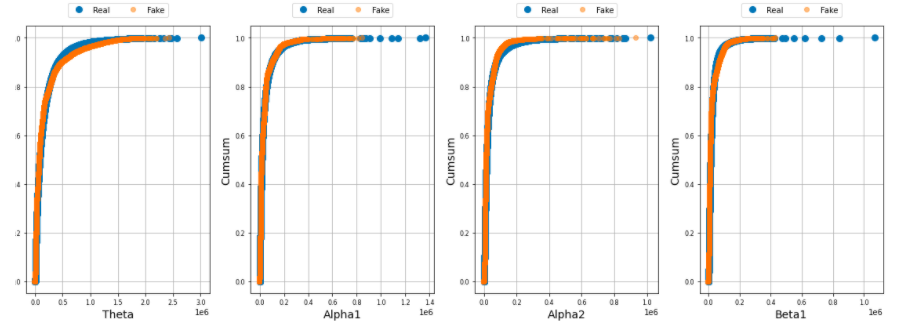 Real Fake
.0
.8
.6
.4
.2
.0
0.0 0.5 1.0 1.5 2.0 2.5 3.0
1e6
Theta
Real Fake
Cumsum
1.0
0.8
0.6
0.4
0.2
0.0
0.0 0.2 0.4 0.6 0.8 1.0 1.2 1.4
1e6
Alpha1
Real Fake
Cumsum
1.0
0.8
0.6
0.4
0.2
0.0
0.0 0.2 0.4 0.6 0.8 1.0
1e6
Alpha2
Real Fake
Cumsum
1.0
0.8
0.6
0.4
0.2
0.0
0.0 0.2 0.4 0.6 0.8 1.0
1e6
Beta1